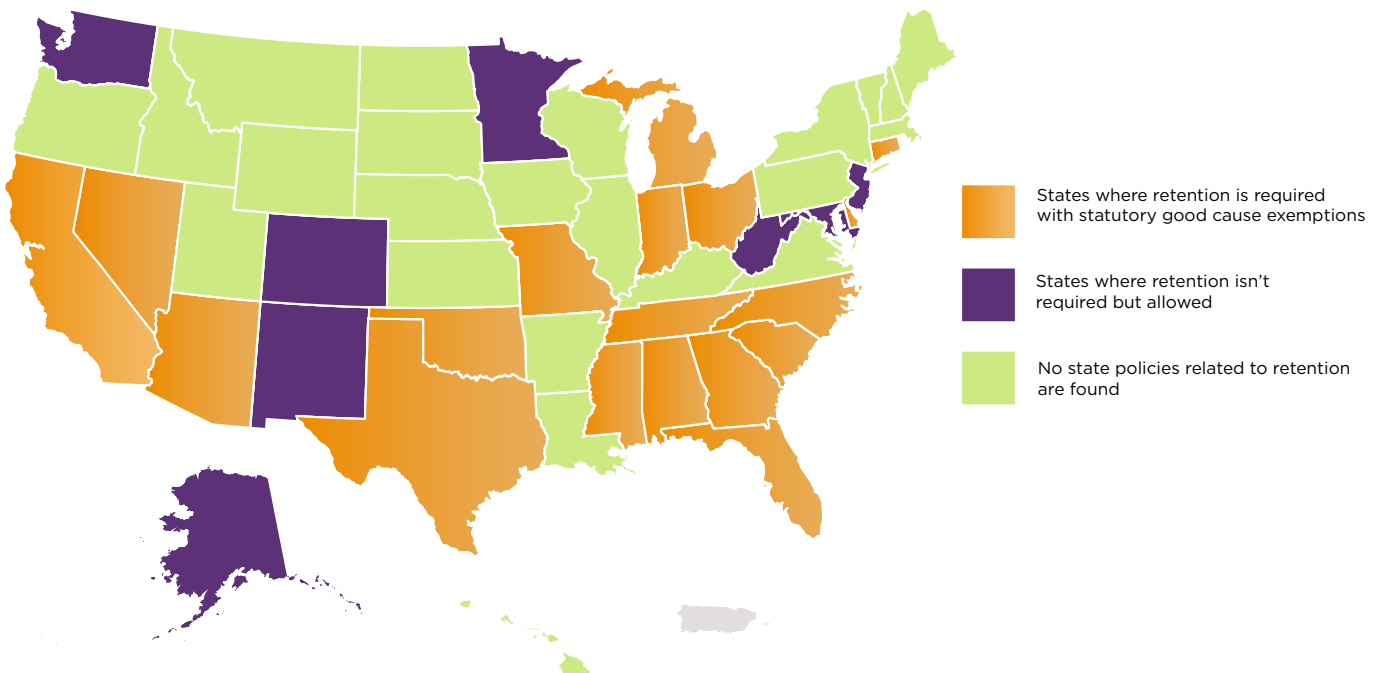 States where retention is required
with statutory good cause exemptions
States where retention isn’t
required but allowed
No state policies related to retention
are found